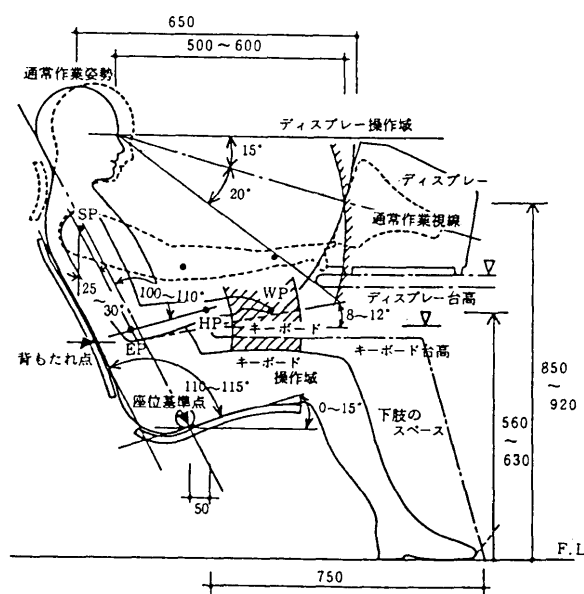 650
500～600
通常作業姿勢
ディスプレー操作域
15°
20°
ディスプレー
通常作業視線
SP
25
～30°
100～110°
WP
HP
EP
キーボード
8～12°
ディスプレー台高
キーボード台高
背もたれ点
110～115°
キーボード
操作域
座位基準点
0～15°
下肢の
スペース
850
～
920
560
～
630
50
F.L
750